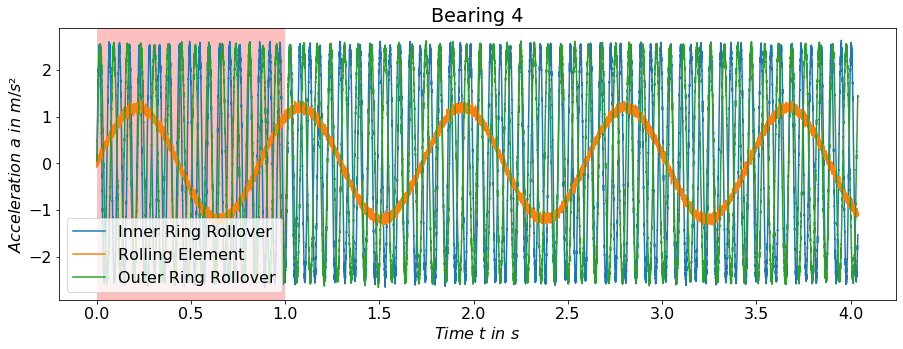 Bearing 4
Acceleration a in m/s²
2
1
0
−1
−2
Inner Ring Rollover
Rolling Element
Outer Ring Rollover
0.0 0.5 1.0 1.5 2.0 2.5 3.0 3.5 4.0
Time t in s